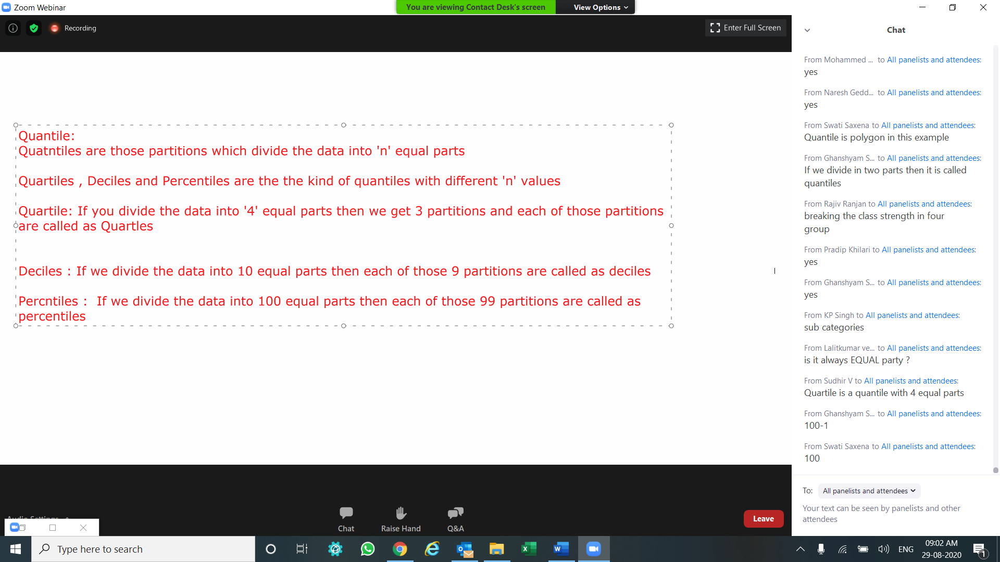 Zoom Webinar
You are viewing Contact Desk's screen
View Options
Recording
Enter Full Screen
Quantile:
Quatntiles are those partitions which divide the data into 'n' equal parts
Quartiles , Deciles and Percentiles are the the kind of quantiles with different 'n' values
Quartile: If you divide the data into '4' equal parts then we get 3 partitions and each of those partitions
are called as Quartles
Deciles : If we divide the data into 10 equal parts then each of those 9 partitions are called as deciles
Percntiles :  If we divide the data into 100 equal parts then each of those 99 partitions are called as
percentiles
Chat
From Mohammed ... to All panelists and attendees:
yes
From Naresh Gedd... to All panelists and attendees:
yes
From Swati Saxena to All panelists and attendees:
Quantile is polygon in this example
From Ghanshyam S... to All panelists and attendees:
If we divide in two parts then it is called
quantiles
From Rajiv Ranjan to All panelists and attendees:
breaking the class strength in four
group
From Pradip Khilari to All panelists and attendees:
yes
From Ghanshyam S... to All panelists and attendees:
yes
From KP Singh to All panelists and attendees:
sub categories
From Lalitkumar ve... to All panelists and attendees:
is it always EQUAL party ?
From Sudhir V to All panelists and attendees:
Quartile is a quantile with 4 equal parts
From Ghanshyam S... to All panelists and attendees:
100-1
From Swati Saxena to All panelists and attendees:
100
To: All panelists and attendees
Your text can be seen by panelists and other
attendees
Audio Settings
Chat
Raise Hand
Q&A
Leave
Type here to search
ENG
09:02 AM
29-08-2020
1